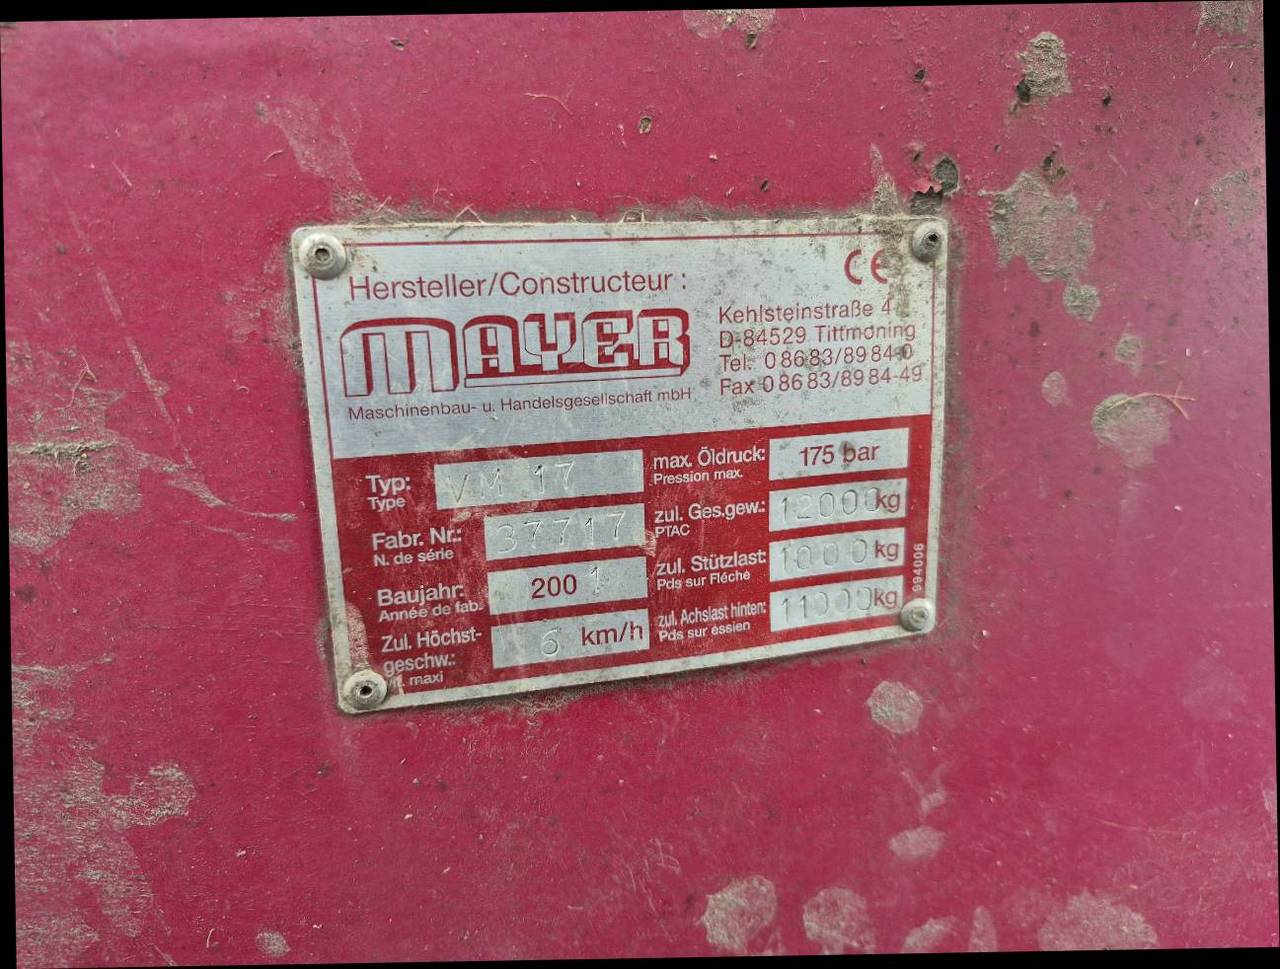 CE
Hersteller/Constructeur :
MAYER
Maschinenbau- u. Handelsgesellschaft mbH
Kehlsteinstraße 4
D-84529 Tittmoning
Tel. 0 86 83/89 84-0
Fax 0 86 83/89 84-49
Typ: VM 17
Type
Fabr. Nr.: 37717
N. de série
Baujahr: 2001
Année de fab.
Zul. Höchst-
geschw.: 6 km/h
maxi
max. Öldruck: 175 bar
Pression max.
zul. Ges.gew.: 12000 kg
PTAC
zul. Stützlast: 1000 kg
Pds sur Fléche
zul. Achslast hinten: 11000 kg
Pds sur essien
994006